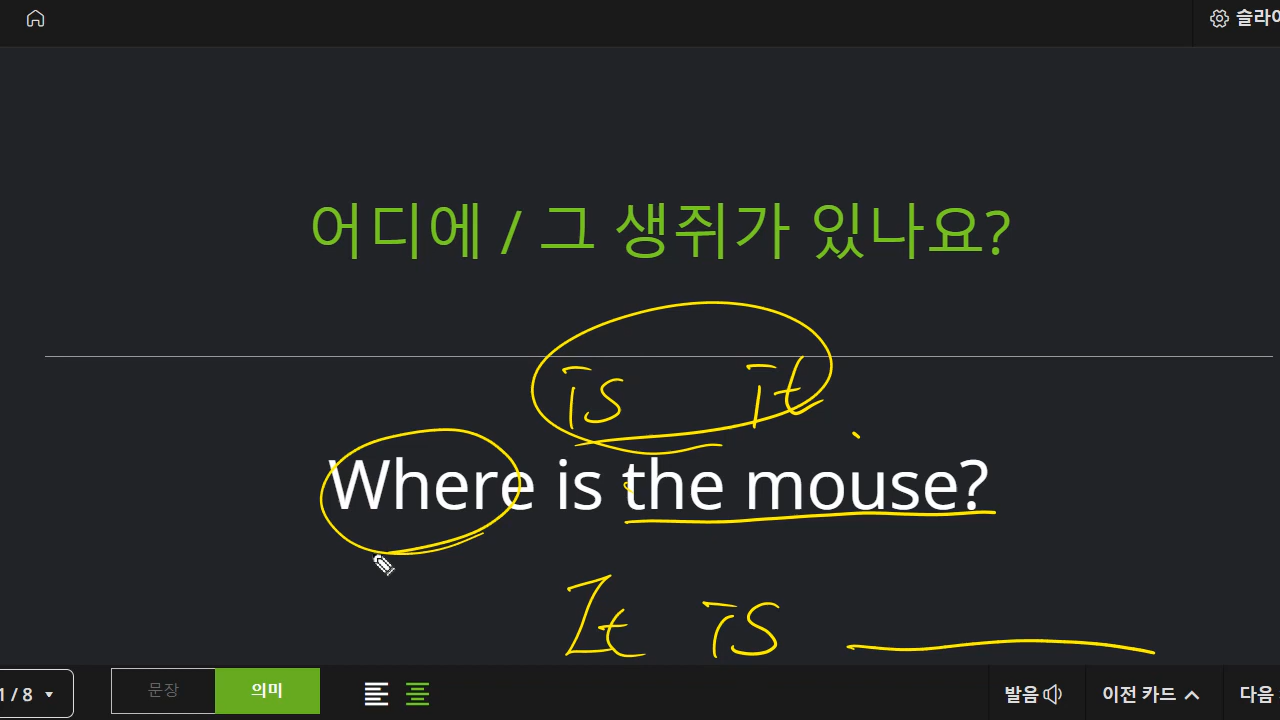 슬라이
어디에 / 그 생쥐가 있나요?
is it
Where is the mouse?
It is
1 / 8 문장 의미 발음 이전 카드 다음